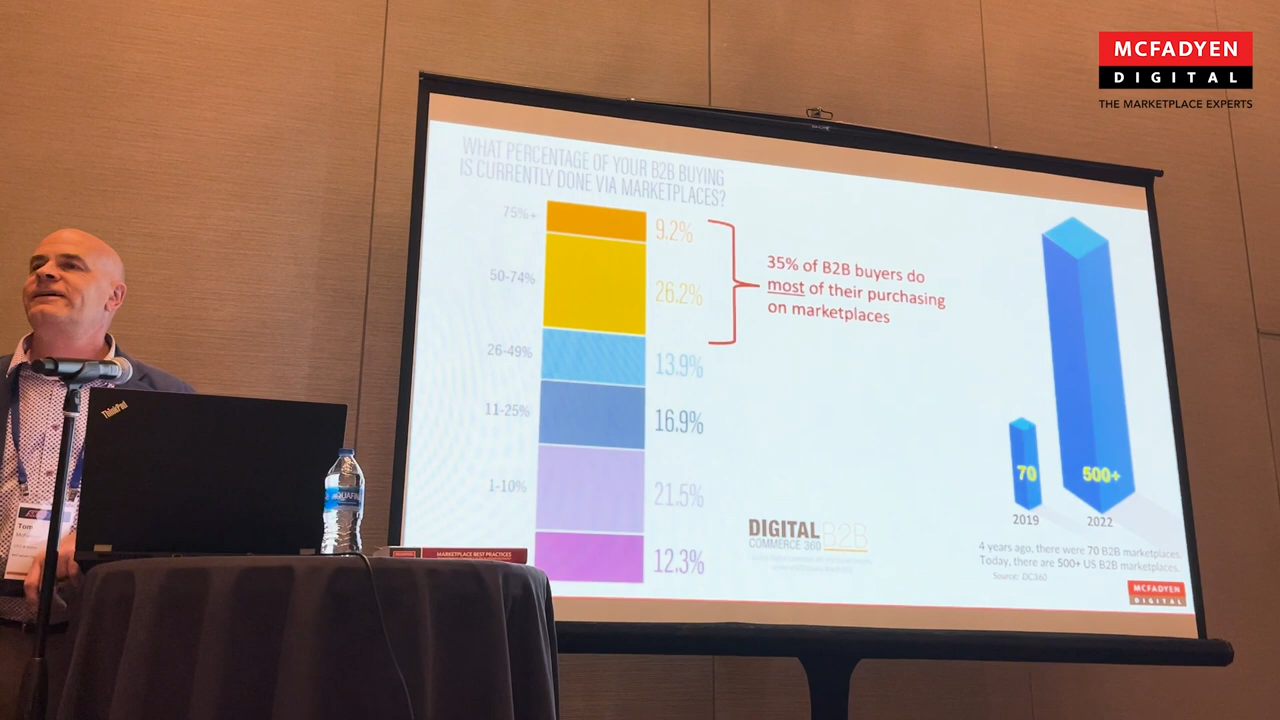 MCFADYEN
DIGITAL
THE MARKETPLACE EXPERTS
WHAT PERCENTAGE OF YOUR B2B BUYING
IS CURRENTLY DONE VIA MARKETPLACES?
75%+
9.2%
50-74%
26.2%
26-49%
13.9%
11-25%
16.9%
1-10%
21.5%
12.3%
35% of B2B buyers do
most of their purchasing
on marketplaces
DIGITAL B2B
COMMERCE 360
70
500+
2019
2022
4 years ago, there were 70 B2B marketplaces.
Today, there are 500+ US B2B marketplaces.
Source: DC360
MCFADYEN
DIGITAL
ThinkPad
AQUAFINA
Tom
MARKETPLACE BEST PRACTICES